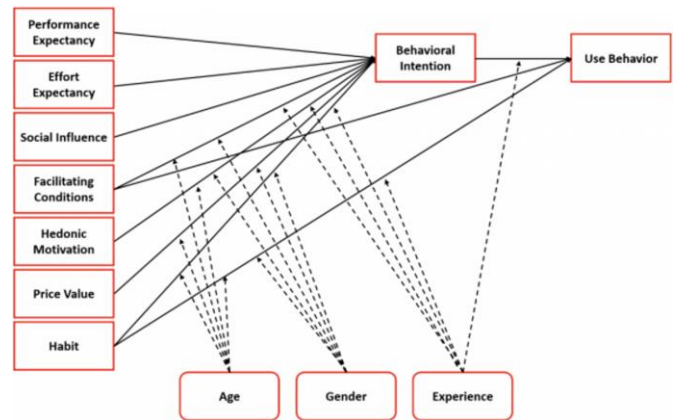 Performance
Expectancy
Behavioral
Intention
Use Behavior
Effort
Expectancy
Social Influence
Facilitating
Conditions
Hedonic
Motivation
Price Value
Habit
Age
Gender
Experience